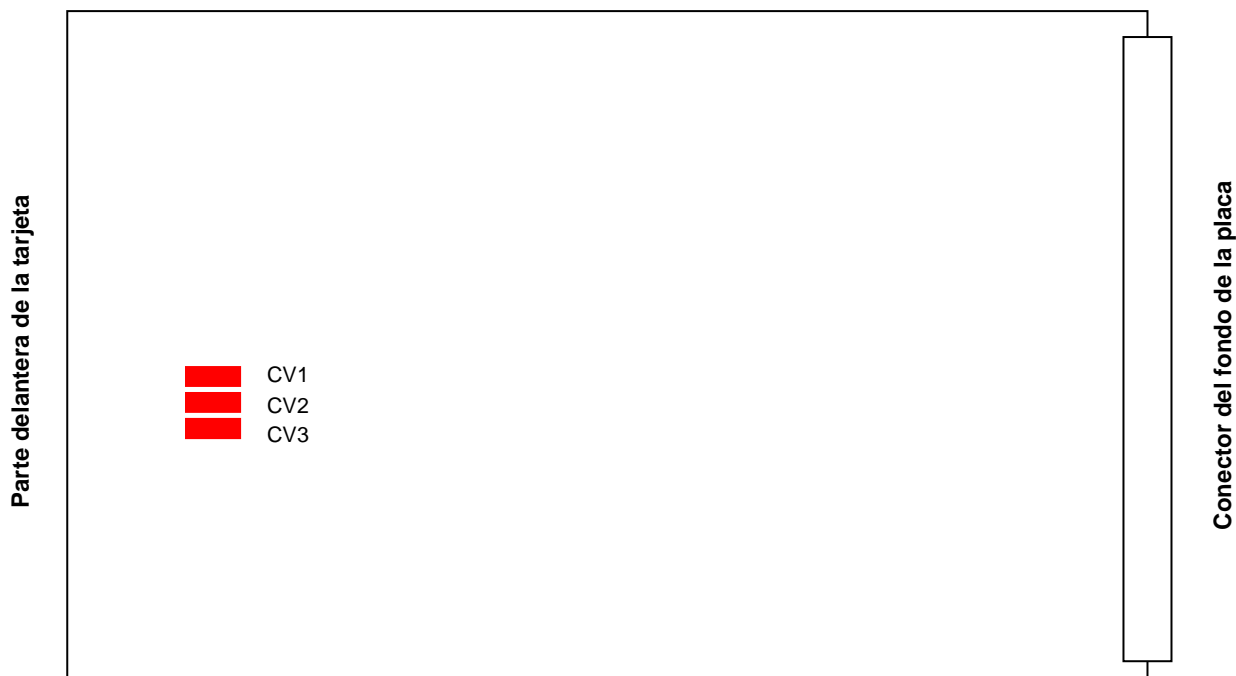 Parte delantera de la tarjeta
CV1
CV2
CV3
Conector del fondo de la placa